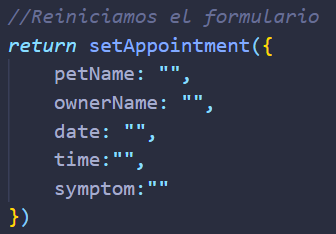 //Reiniciamos el formulario
return setAppointment({
    petName: "",
    ownerName: "",
    date: "",
    time:"",
    symptom:""
})